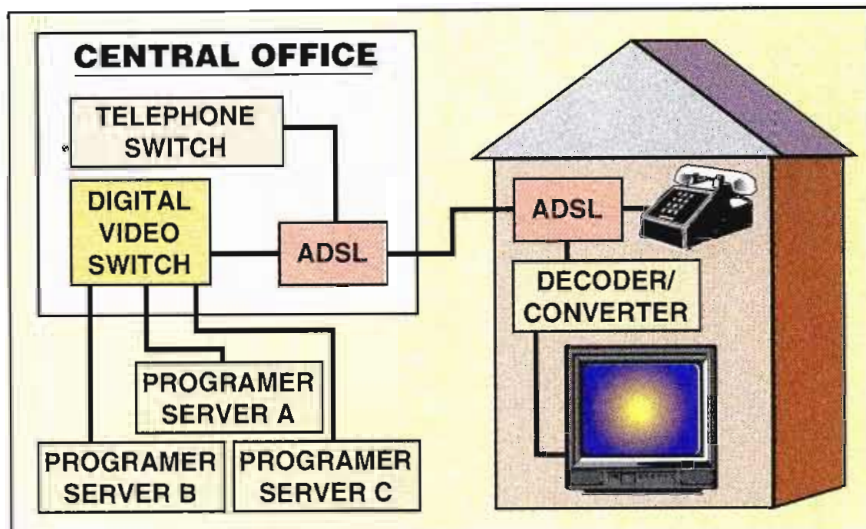 CENTRAL OFFICE
TELEPHONE
SWITCH
DIGITAL
VIDEO
SWITCH
ADSL
PROGRAMER
SERVER A
PROGRAMER
SERVER B
PROGRAMER
SERVER C
ADSL
DECODER/
CONVERTER